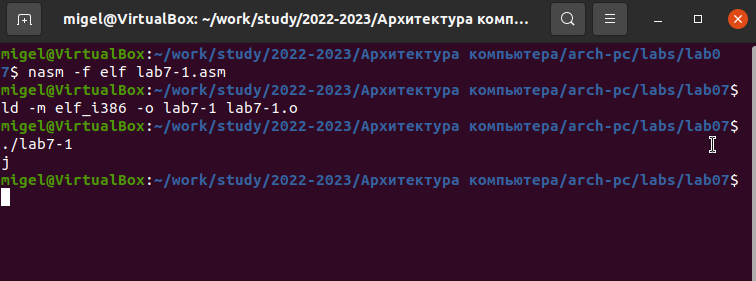 migel@VirtualBox: ~/work/study/2022-2023/Архитектура комп…
migel@VirtualBox:~/work/study/2022-2023/Архитектура компьютера/arch-pc/labs/lab0
7$ nasm -f elf lab7-1.asm
migel@VirtualBox:~/work/study/2022-2023/Архитектура компьютера/arch-pc/labs/lab07$
ld -m elf_i386 -o lab7-1 lab7-1.o
migel@VirtualBox:~/work/study/2022-2023/Архитектура компьютера/arch-pc/labs/lab07$
./lab7-1
j
migel@VirtualBox:~/work/study/2022-2023/Архитектура компьютера/arch-pc/labs/lab07$